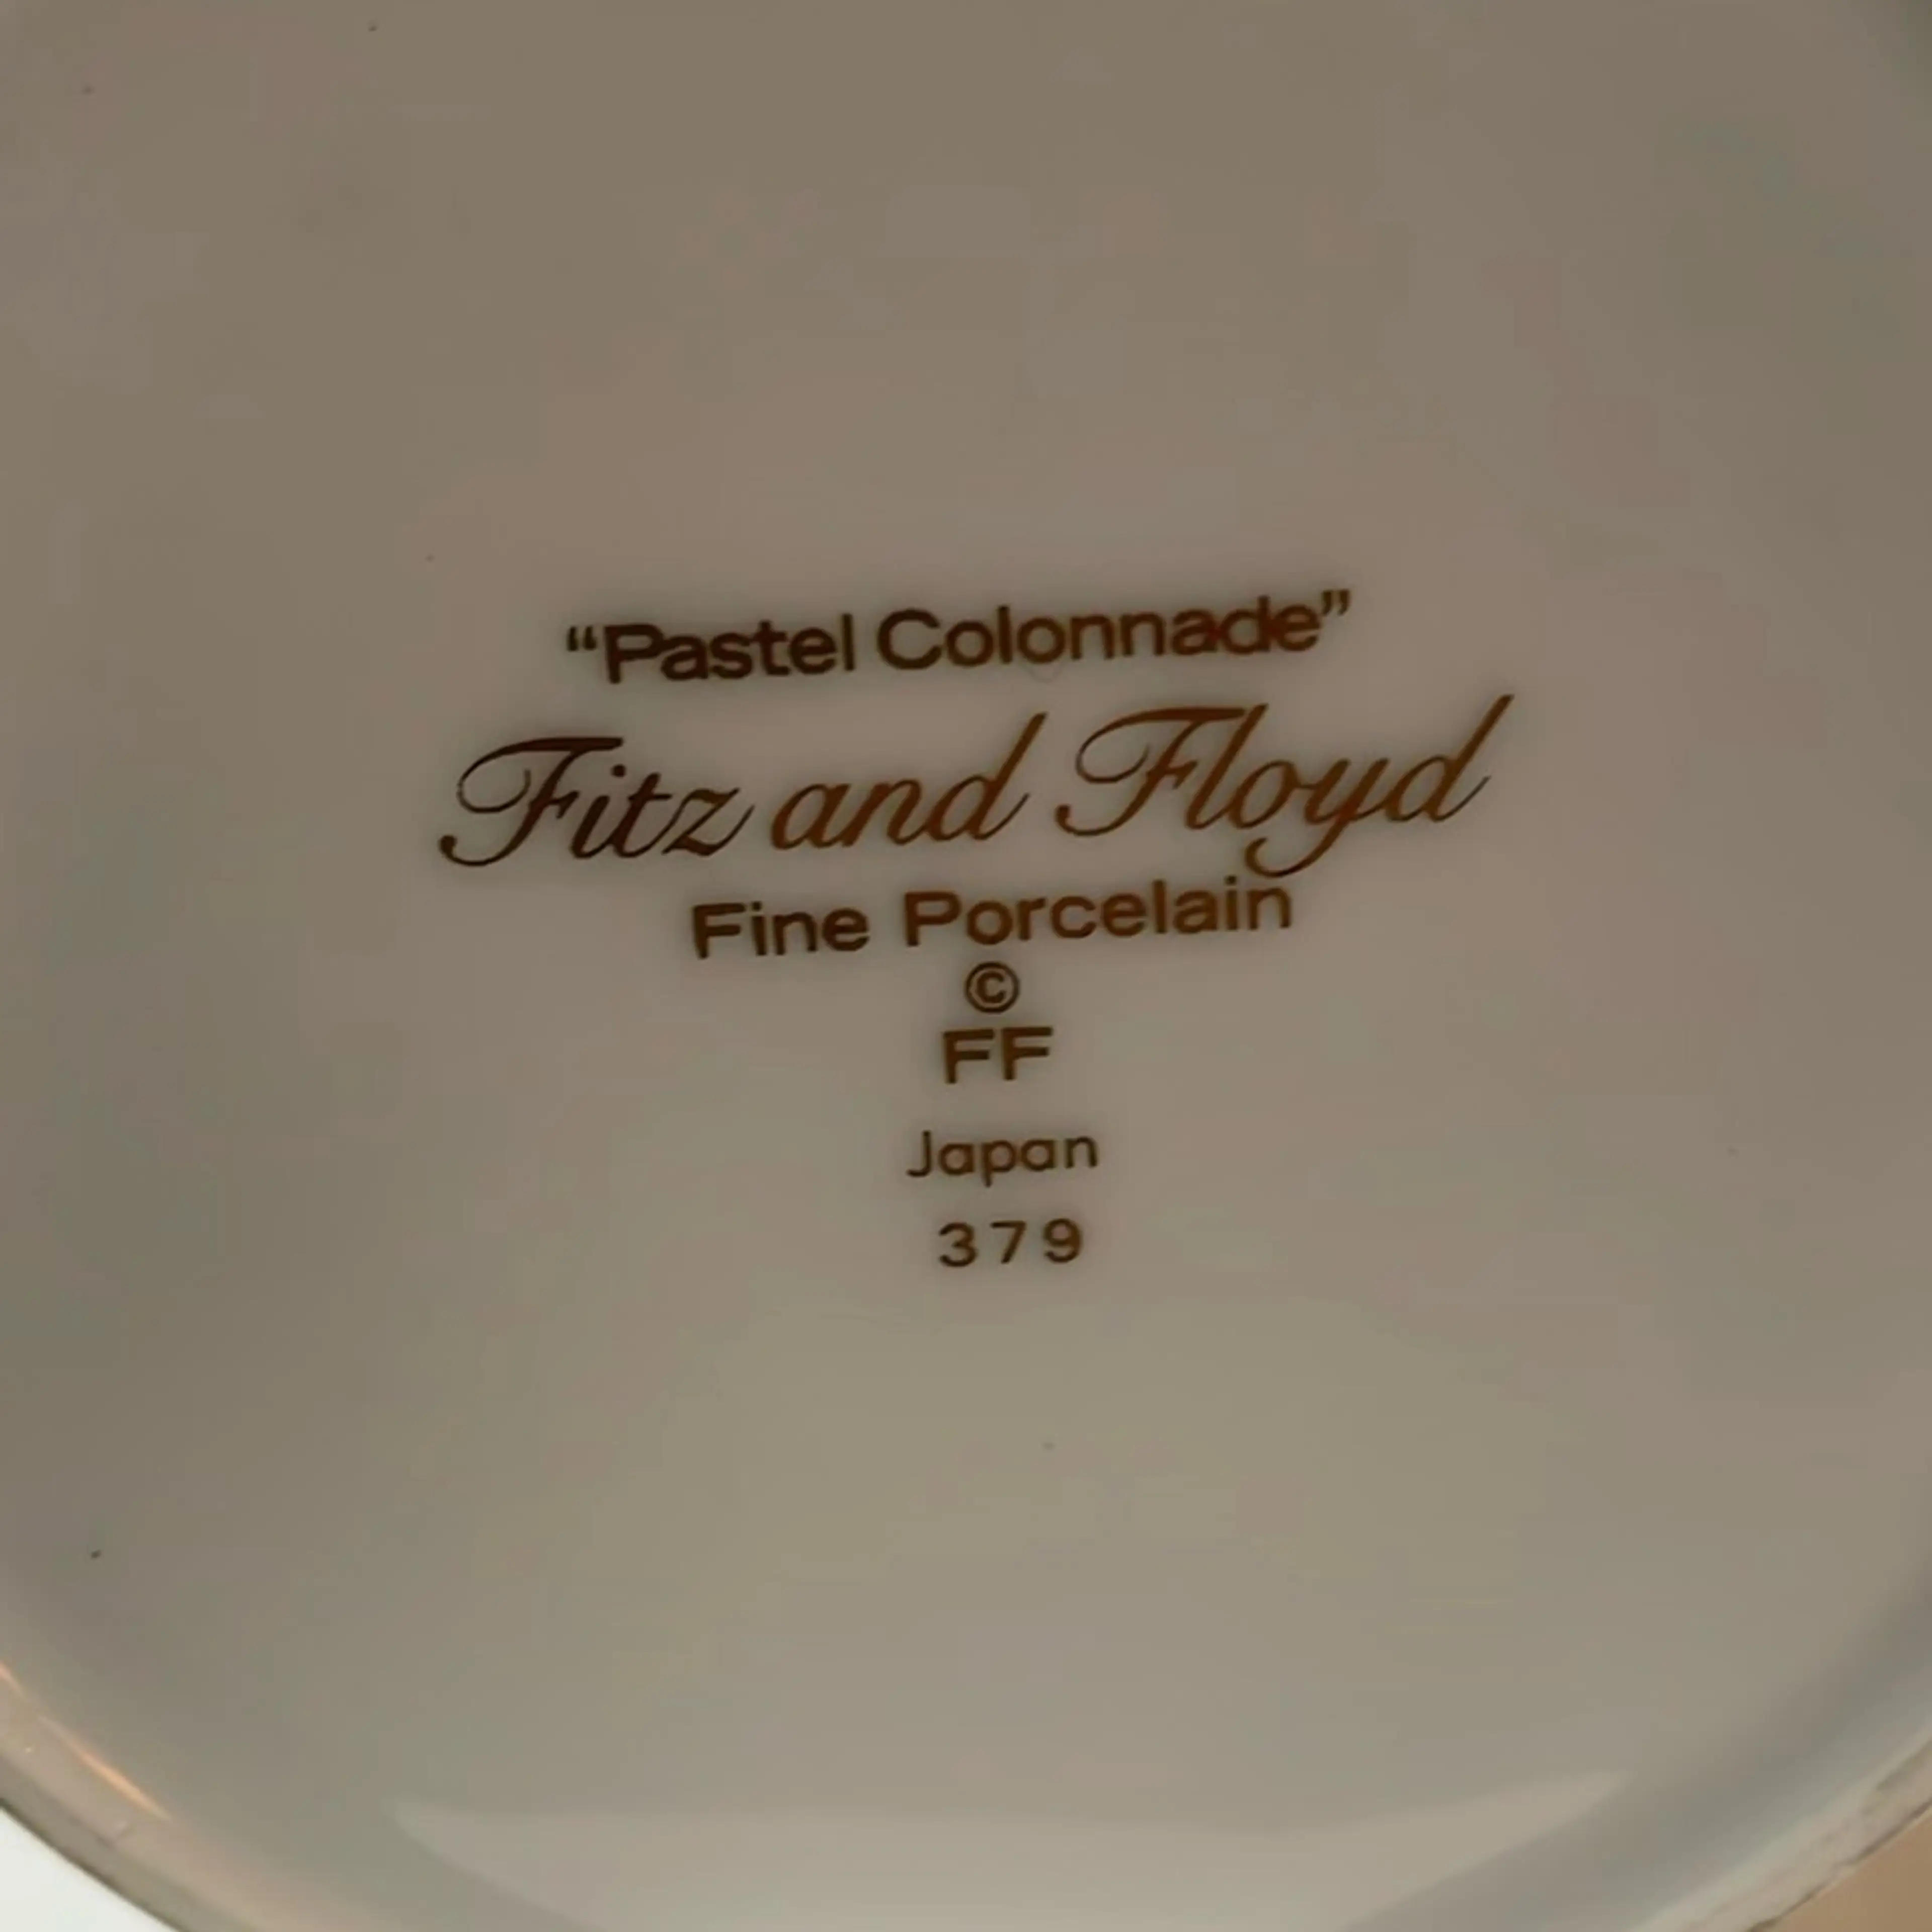 “Pastel Colonnade”
Fitz and Floyd
Fine Porcelain
©
FF
Japan
379